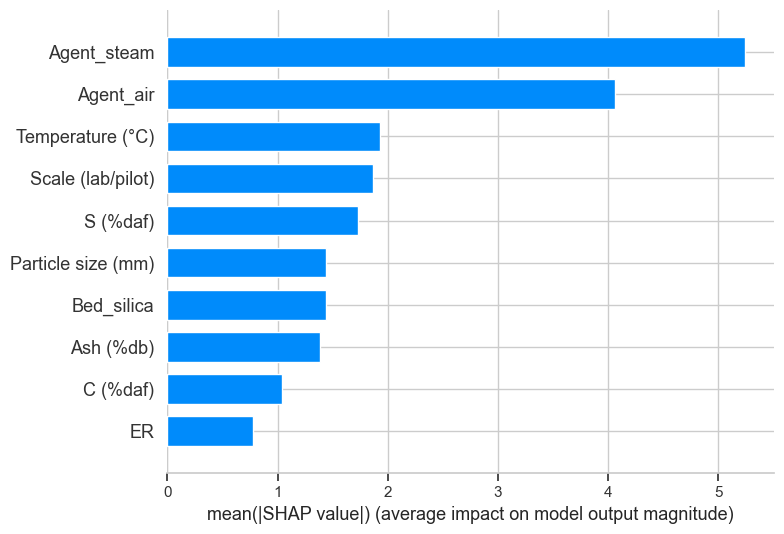 Agent_steam
Agent_air
Temperature (°C)
Scale (lab/pilot)
S (%daf)
Particle size (mm)
Bed_silica
Ash (%db)
C (%daf)
ER
0 1 2 3 4 5
mean(|SHAP value|) (average impact on model output magnitude)